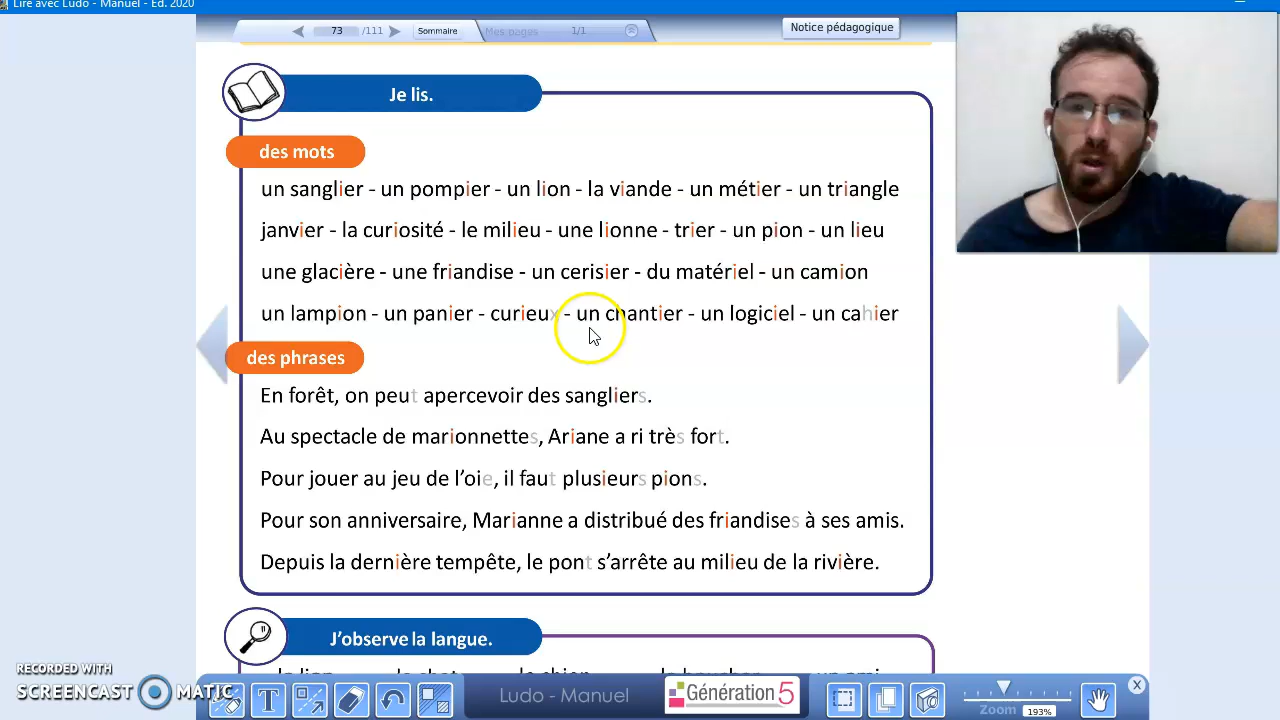 Lire avec Ludo - Manuel - Ed. 2020
73 /111 Sommaire Mes pages 1/1 Notice pédagogique
Je lis.
des mots
un sanglier - un pompier - un lion - la viande - un métier - un triangle
janvier - la curiosité - le milieu - une lionne - trier - un pion - un lieu
une glacière - une friandise - un cerisier - du matériel - un camion
un lampion - un panier - curieux - un chantier - un logiciel - un cahier
des phrases
En forêt, on peut apercevoir des sangliers.
Au spectacle de marionnettes, Ariane a ri très fort.
Pour jouer au jeu de l'oie, il faut plusieurs pions.
Pour son anniversaire, Marianne a distribué des friandises à ses amis.
Depuis la dernière tempête, le pont s'arrête au milieu de la rivière.
J'observe la langue.
RECORDED WITH
SCREENCAST MATIC
T
Ludo - Manuel
Génération 5
Zoom 193%